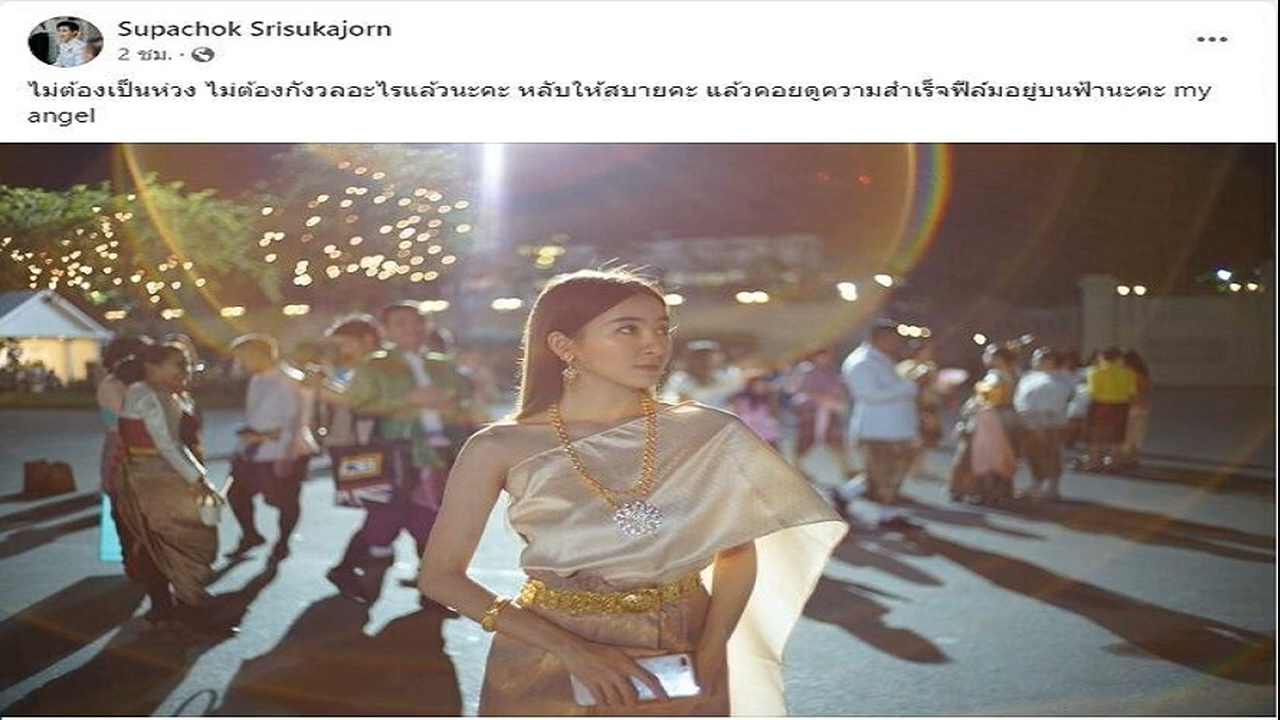 Supachok Srisukajorn
2 ชม. ·
ไม่ต้องเป็นห่วง ไม่ต้องกังวลอะไรแล้วนะคะ หลับให้สบายคะ แล้วคอยดูความสำเร็จฟีล์มอยู่บนฟ้านะคะ my
angel